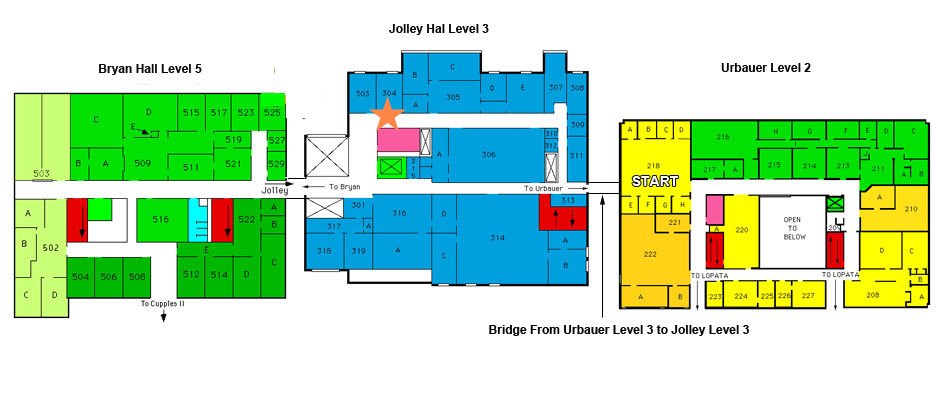 Jolley Hal Level 3
Bryan Hall Level 5
Urbauer Level 2
503
C
D
E
515
517
523
525
B
A
509
511
519
521
527
529
Jolley
A
B
502
C
D
516
522
A
B
C
504
506
508
E
512
514
D
To Cupples II
303
304
B
A
C
305
D
E
307
308
309
310
312
311
A
306
315
To Bryan
To Urbauer
301
317
A
316
318
319
A
D
C
314
313
A
B
A
B
C
D
218
START
E
F
G
H
216
H
G
F
E
D
C
217
A
215
214
213
J
211
B
A
A
210
221
222
A
B
A
220
OPEN
TO
BELOW
209
D
C
B
A
208
TO LOPATA
TO LOPATA
223
224
225
226
227
Bridge From Urbauer Level 3 to Jolley Level 3